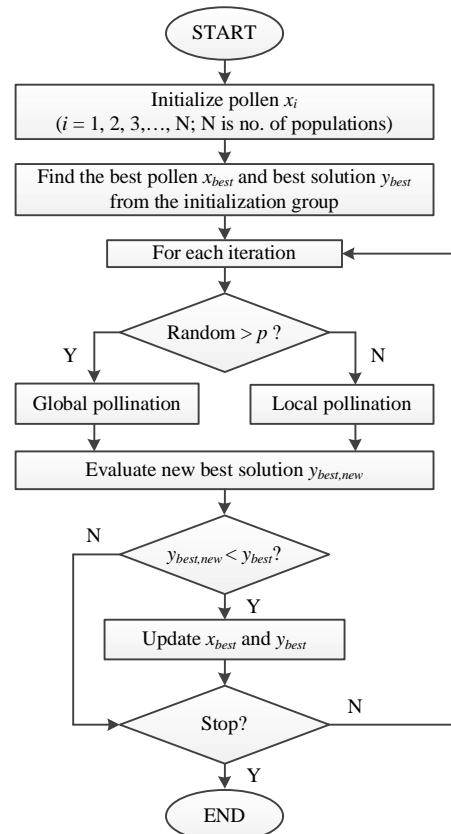 START
Initialize pollen xi
(i = 1, 2, 3,…, N; N is no. of populations)
Find the best pollen xbest and best solution ybest
from the initialization group
For each iteration
Random > p ?
Y
N
Global pollination
Local pollination
Evaluate new best solution ybest,new
N
ybest,new < ybest?
Y
Update xbest and ybest
Stop?
N
Y
END